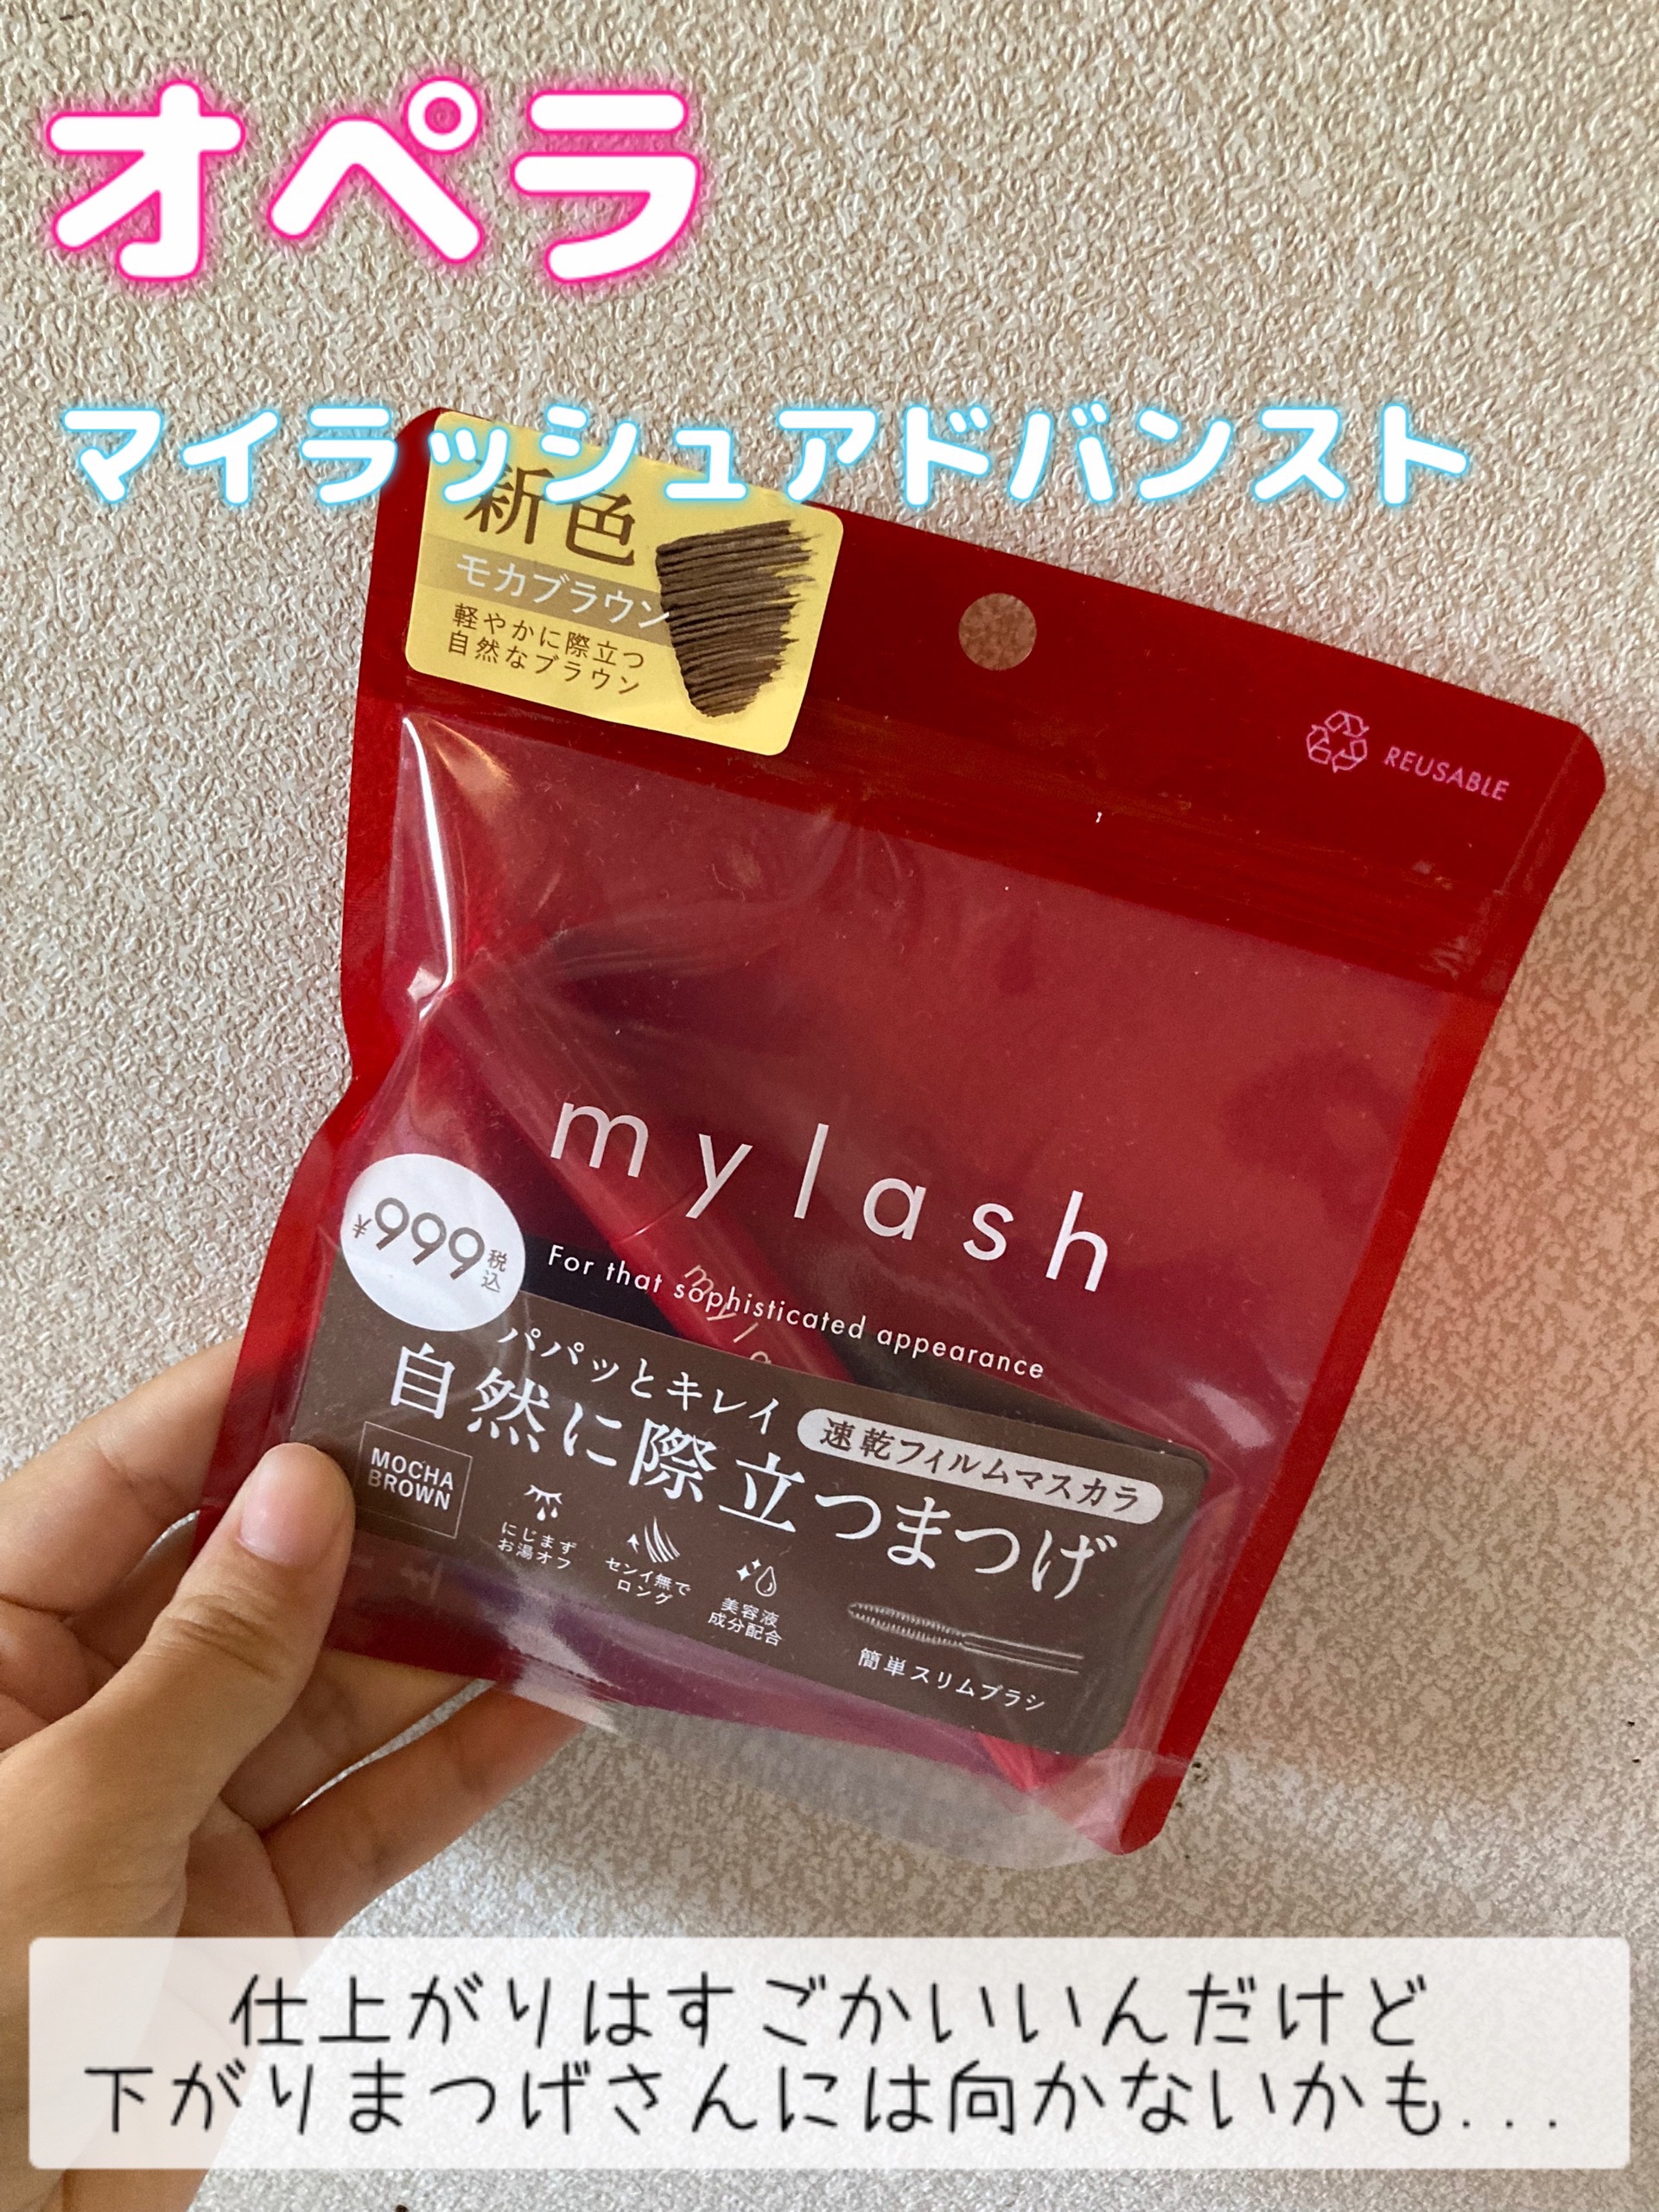 オペラ
マイラッシュアドバンスト
新色
モカブラウン
軽やかに際立つ
自然なブラウン
REUSABLE
mylash
For that sophisticated appearance
¥999税込
パパッとキレイ
速乾フィルムマスカラ
自然に際立つまつげ
MOCHA
BROWN
にじまず
お湯オフ
センイ無で
ロング
美容液
成分配合
簡単スリムブラシ
仕上がりはすごかいいんだけど
下がりまつげさんには向かないかも...